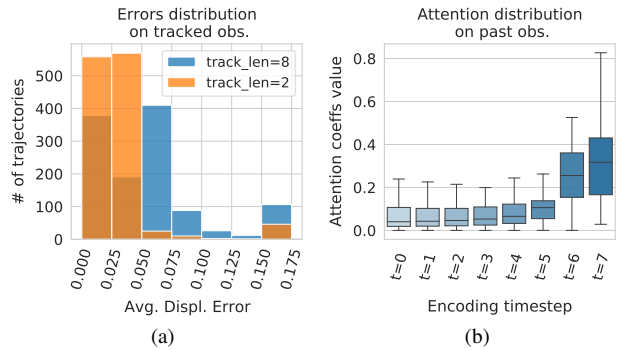 Errors distribution
on tracked obs.
track_len=8
track_len=2
# of trajectories
500
400
300
200
100
0
0.000
0.025
0.050
0.075
0.100
0.125
0.150
0.175
Avg. Displ. Error
(a)
Attention distribution
on past obs.
Attention coeffs value
0.8
0.6
0.4
0.2
0.0
t=0
t=1
t=2
t=3
t=4
t=5
t=6
t=7
Encoding timestep
(b)